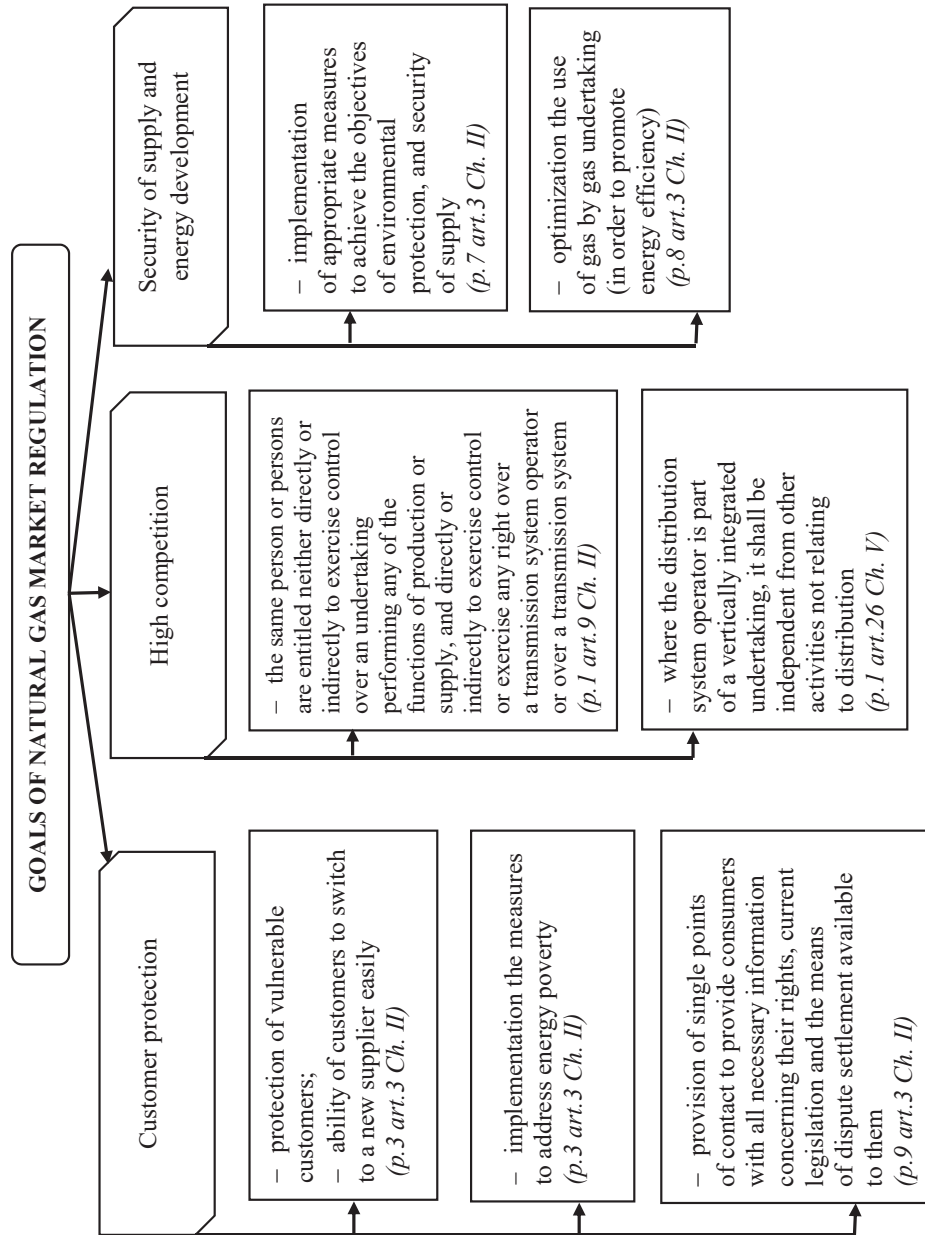 GOALS OF NATURAL GAS MARKET REGULATION
Customer protection
– protection of vulnerable
customers;
– ability of customers to switch
to a new supplier easily
(p.3 art.3 Ch. II)
– implementation the measures
to address energy poverty
(p.3 art.3 Ch. II)
– provision of single points
of contact to provide consumers
with all necessary information
concerning their rights, current
legislation and the means
of dispute settlement available
to them
(p.9 art.3 Ch. II)
High competition
– the same person or persons
are entitled neither directly or
indirectly to exercise control
over an undertaking
performing any of the
functions of production or
supply, and directly or
indirectly to exercise control
or exercise any right over
a transmission system operator
or over a transmission system
(p.1 art.9 Ch. II)
– where the distribution
system operator is part
of a vertically integrated
undertaking, it shall be
independent from other
activities not relating
to distribution
(p.1 art.26 Ch. V)
Security of supply and
energy development
– implementation
of appropriate measures
to achieve the objectives
of environmental
protection, and security
of supply
(p.7 art.3 Ch. II)
– optimization the use
of gas by gas undertaking
(in order to promote
energy efficiency)
(p.8 art.3 Ch. II)